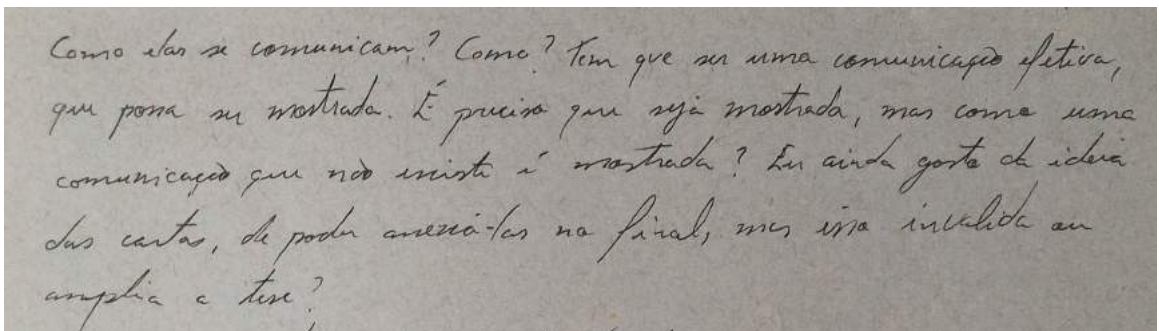 Como elas se comunicam? Como? Tem que ser uma comunicação efetiva,
que possa ser mostrada. É preciso que seja mostrada, mas como uma
comunicação que não existe é mostrada? Eu ainda gosto da ideia
das cartas, de poder anexá-las no final, mas isso invalida ou
amplia a tese?